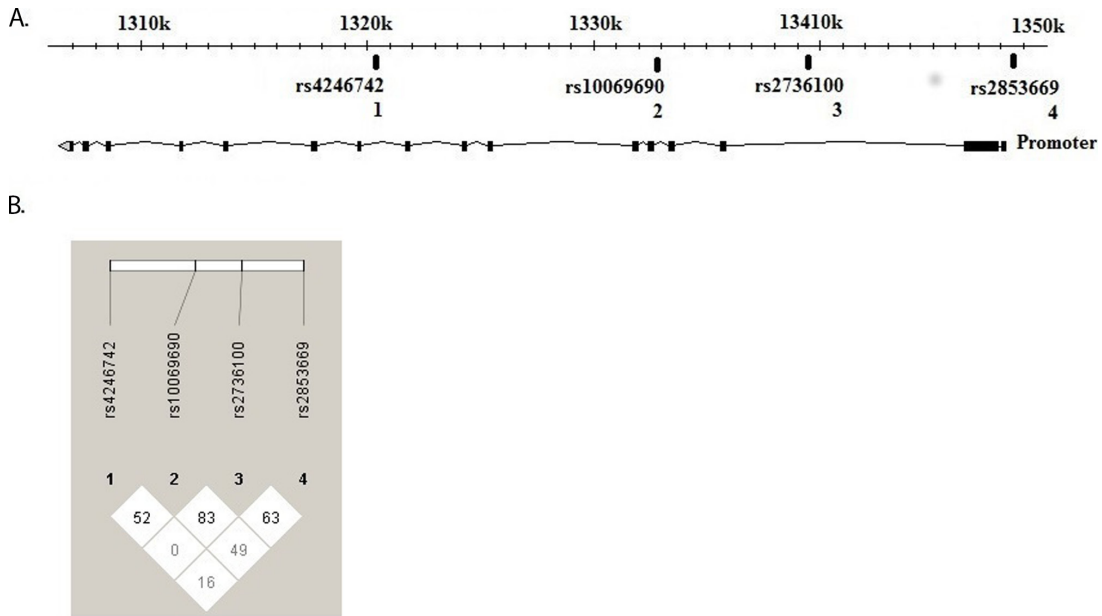 A.
1310k 1320k 1330k 13410k 1350k
rs4246742 rs10069690 rs2736100 rs2853669
1 2 3 4
Promoter
B.
rs4246742 rs10069690 rs2736100 rs2853669
1 2 3 4
52 83 63
0 49
16